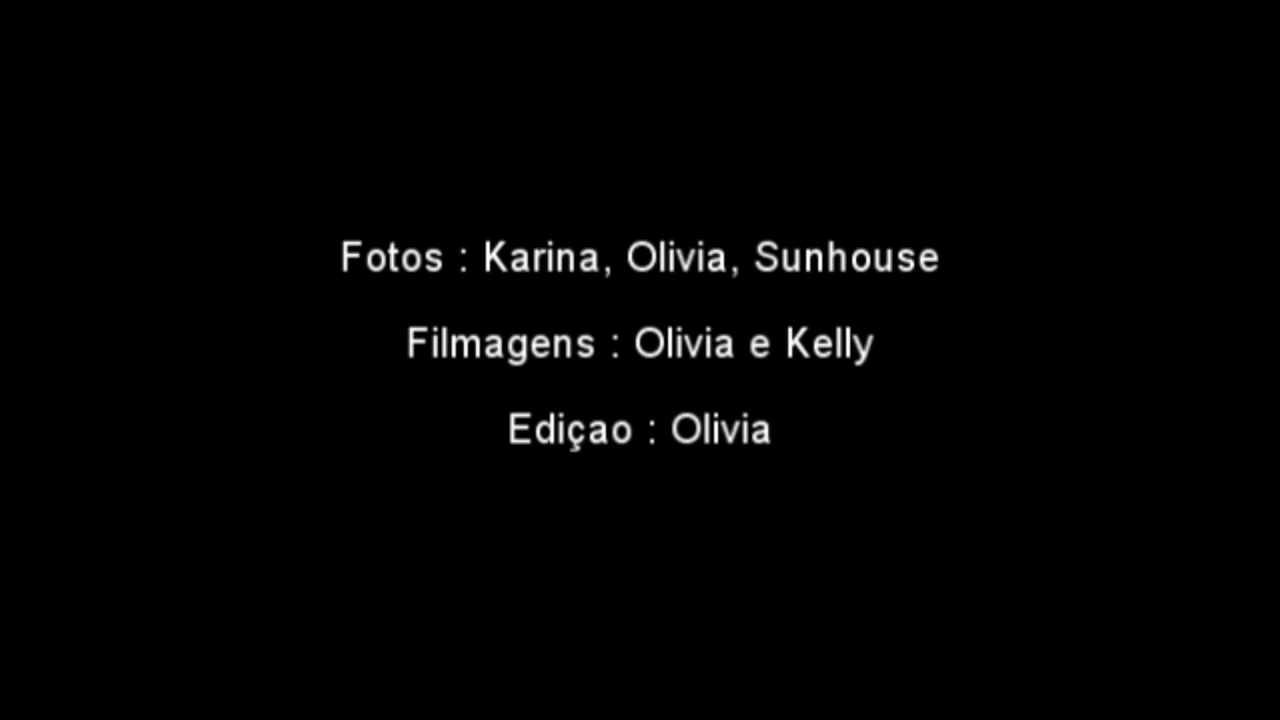 Fotos : Karina, Olivia, Sunhouse
Filmagens : Olivia e Kelly
Ediçao : Olivia